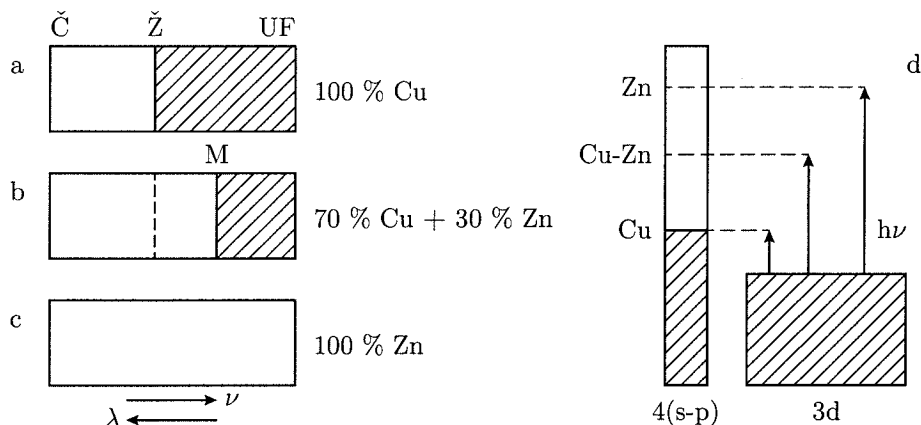 Č Ž UF
a
100 % Cu
M
b
70 % Cu + 30 % Zn
c
100 % Zn
ν
λ
d
Zn
Cu-Zn
Cu
hν
4(s-p) 3d